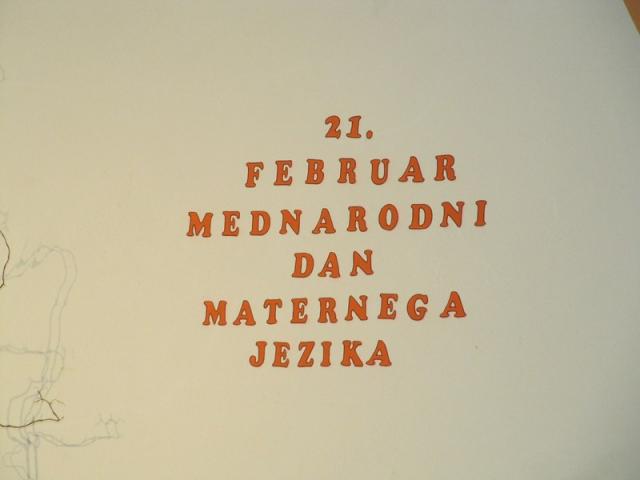 21.
FEBRUAR
MEDNARODNI
DAN
MATERNEGA
JEZIKA